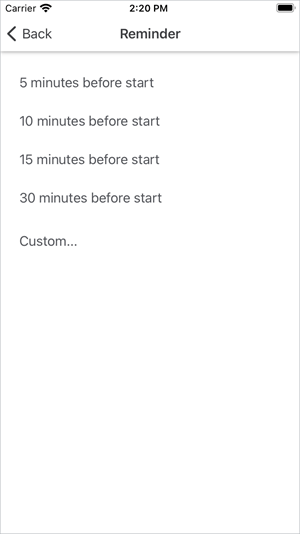 Carrier 2:20 PM
Back Reminder
5 minutes before start
10 minutes before start
15 minutes before start
30 minutes before start
Custom...